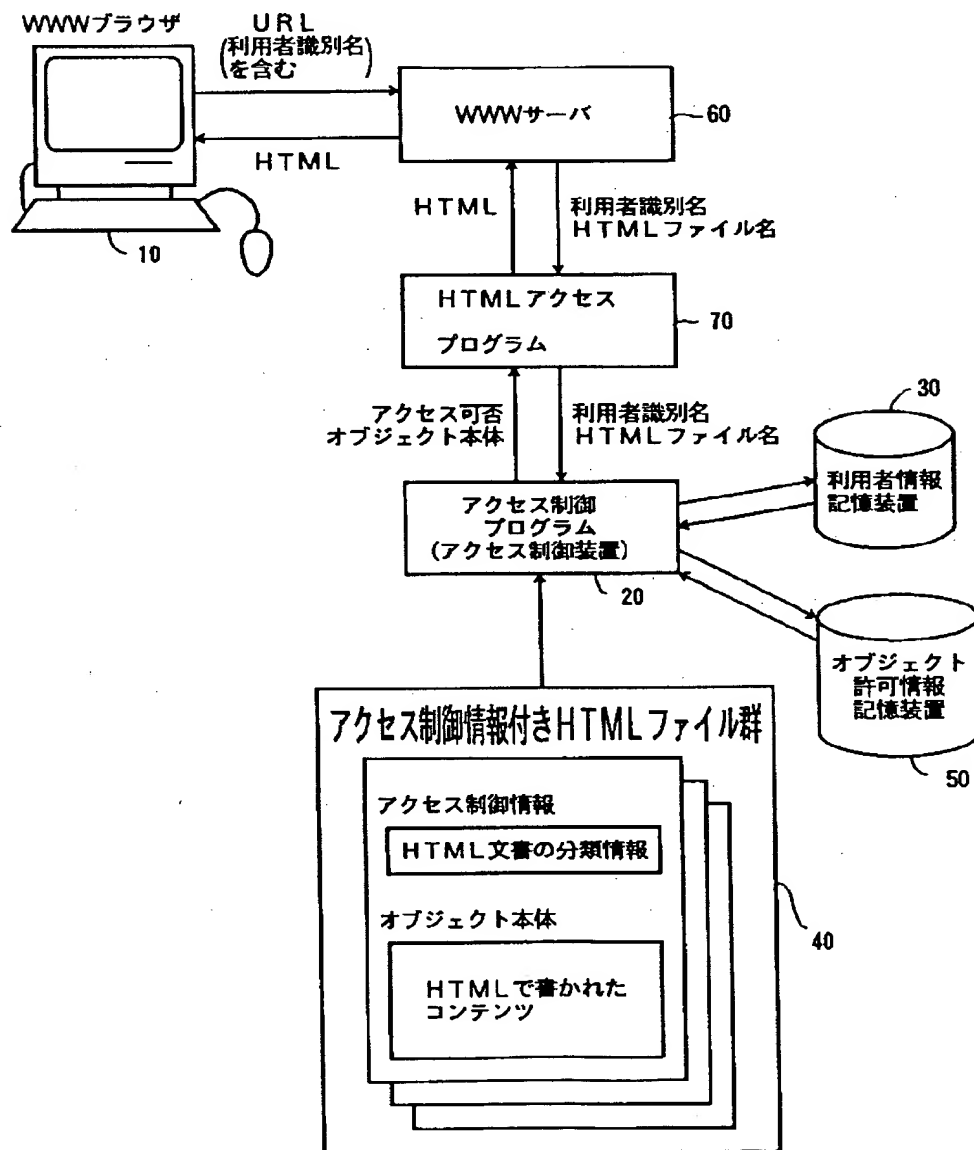 WWWブラウザ
URL
(利用者識別名)
を含む
HTML
WWWサーバ
60
10
HTML
利用者識別名
HTMLファイル名
HTMLアクセス
プログラム
70
アクセス可否
オブジェクト本体
利用者識別名
HTMLファイル名
30
利用者情報
記憶装置
アクセス制御
プログラム
(アクセス制御装置)
20
オブジェクト
許可情報
記憶装置
50
アクセス制御情報付きHTMLファイル群
アクセス制御情報
HTML文書の分類情報
オブジェクト本体
HTMLで書かれた
コンテンツ
40